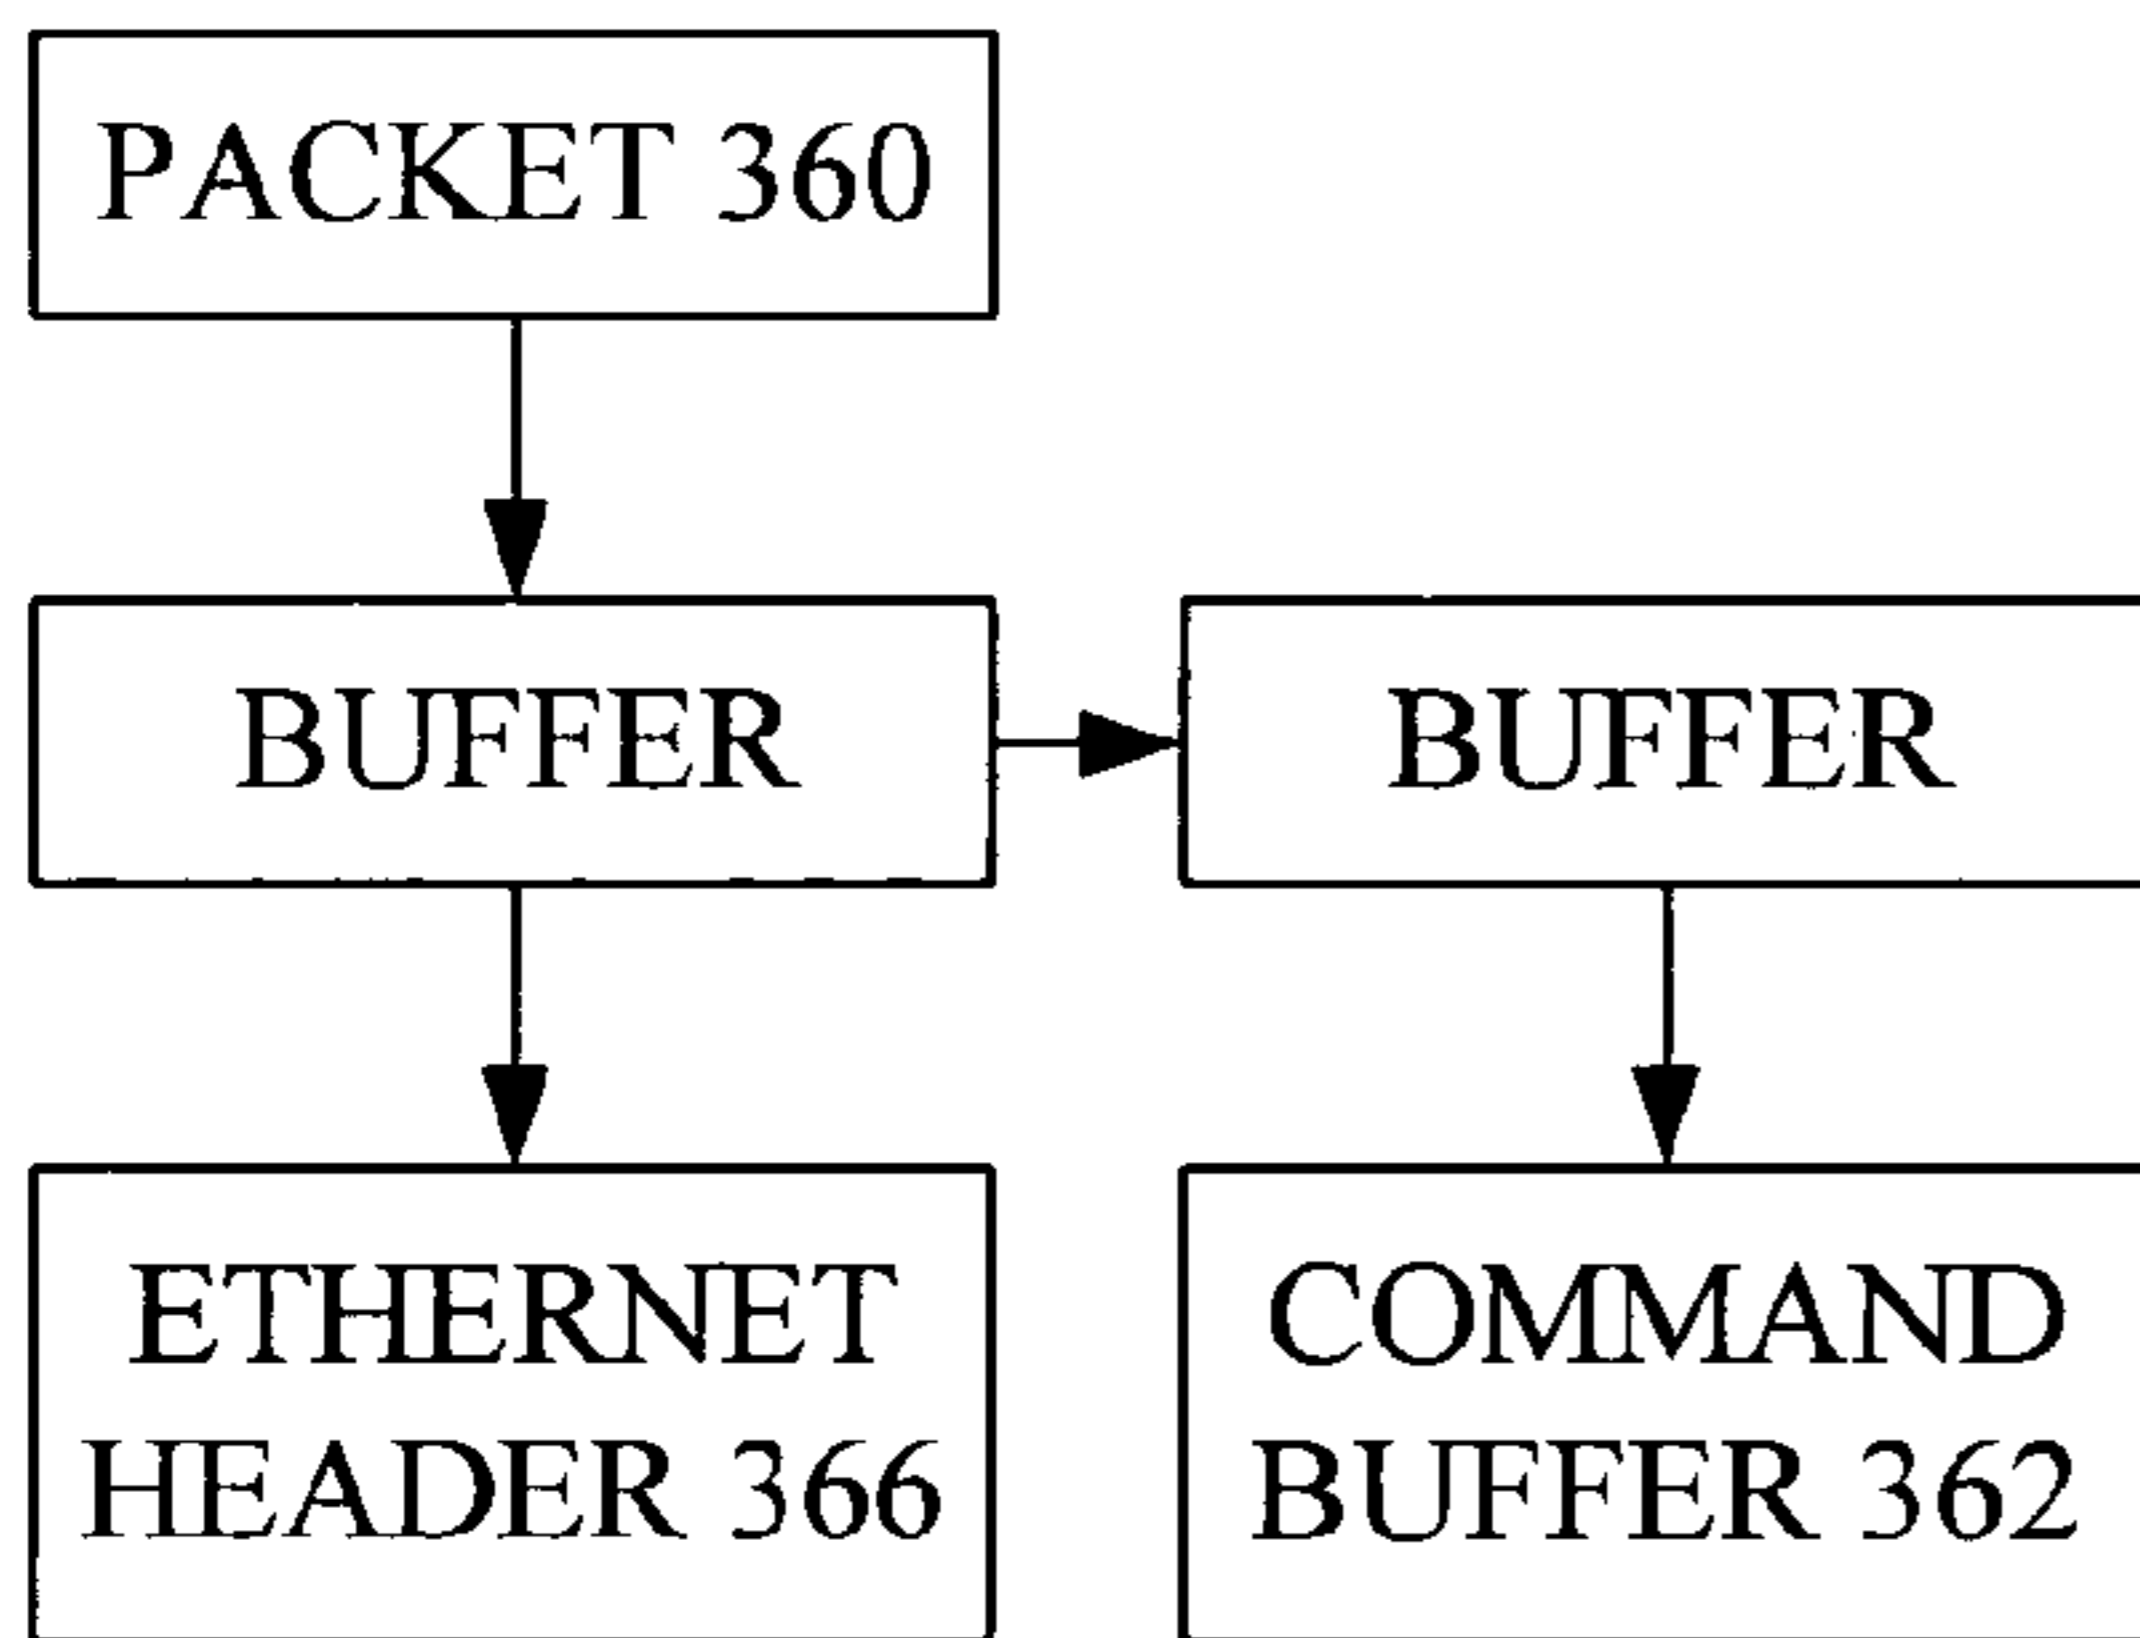 PACKET 360
BUFFER
BUFFER
ETHERNET
HEADER 366
COMMAND
BUFFER 362